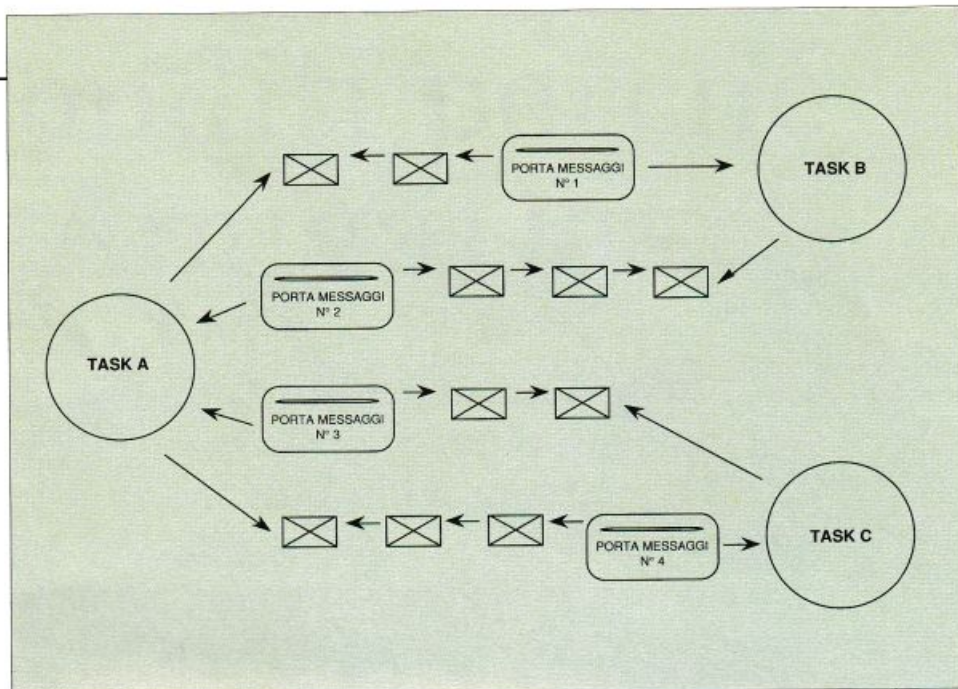 PORTA MESSAGGI
N° 1
TASK B
PORTA MESSAGGI
N° 2
TASK A
PORTA MESSAGGI
N° 3
PORTA MESSAGGI
N° 4
TASK C